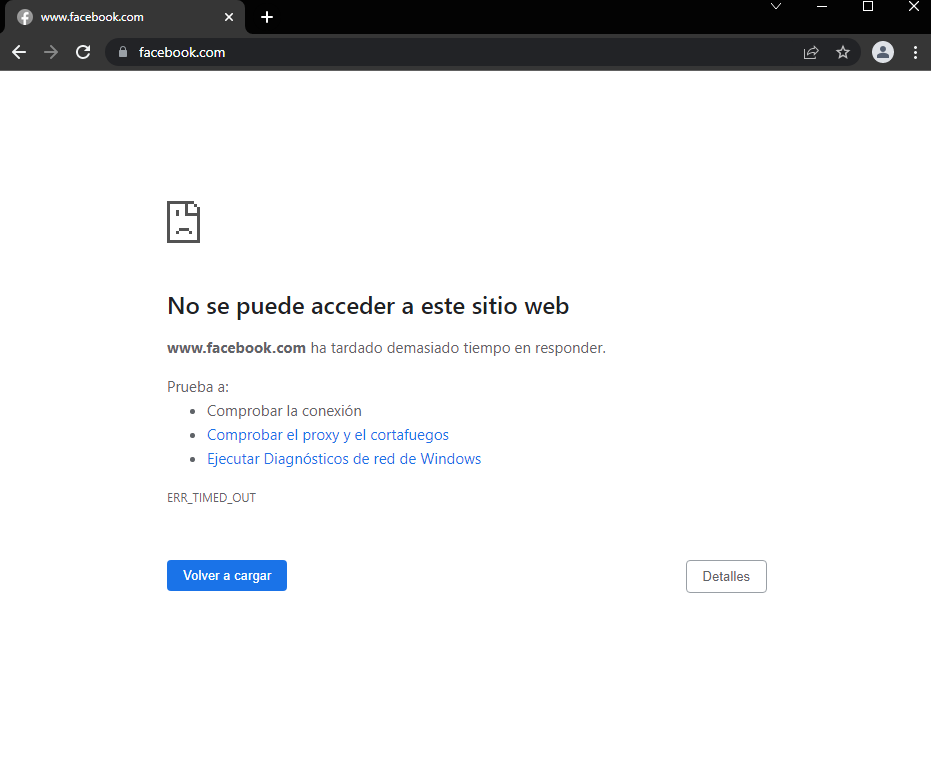 www.facebook.com
facebook.com
No se puede acceder a este sitio web
www.facebook.com ha tardado demasiado tiempo en responder.
Prueba a:
Comprobar la conexión
Comprobar el proxy y el cortafuegos
Ejecutar Diagnósticos de red de Windows
ERR_TIMED_OUT
Volver a cargar
Detalles